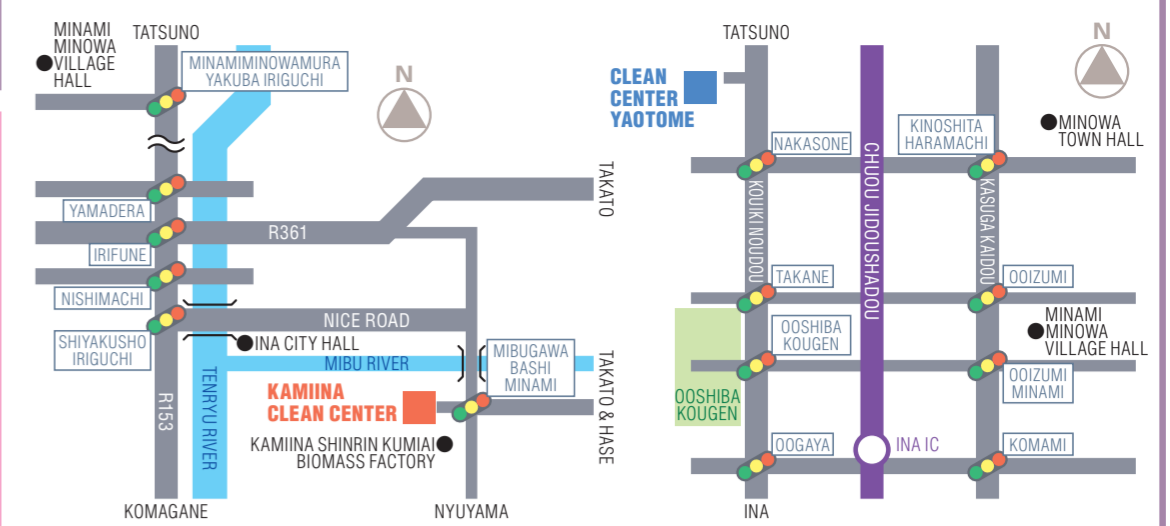 MINAMI
MINOWA
VILLAGE
HALL
TATSUNO
MINAMIMINOWAMURA
YAKUBA IRIGUCHI
N
YAMADERA
IRIFUNE
R361
TAKATO
NISHIMACHI
SHIYAKUSHO
IRIGUCHI
NICE ROAD
INA CITY HALL
MIBU RIVER
MIBUGAWA
BASHI
MINAMI
TAKATO & HASE
R153
TENRYU RIVER
KAMIINA
CLEAN CENTER
KAMIINA SHINRIN KUMIAI
BIOMASS FACTORY
KOMAGANE
NYUYAMA
TATSUNO
N
CLEAN
CENTER
YAOTOME
NAKASONE
KINOSHITA
HARAMACHI
MINOWA
TOWN HALL
KOUIKI NOUDOU
CHUOU JIDOUSHADOU
KASUGA KAIDOU
TAKANE
OOIZUMI
OOSHIBA
KOUGEN
MINAMI
MINOWA
VILLAGE HALL
OOSHIBA
KOUGEN
OOIZUMI
MINAMI
OOGAYA
INA IC
KOMAMI
INA